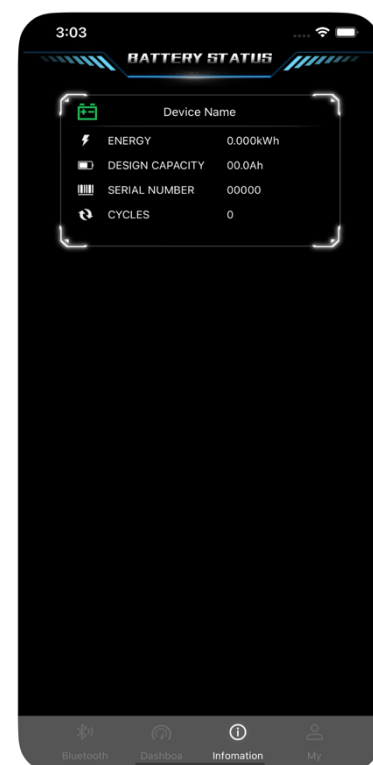 3:03
BATTERY STATUS
Device Name
ENERGY 0.000kWh
DESIGN CAPACITY 00.0Ah
SERIAL NUMBER 00000
CYCLES 0
Bluetooth Dashboa Infomation My